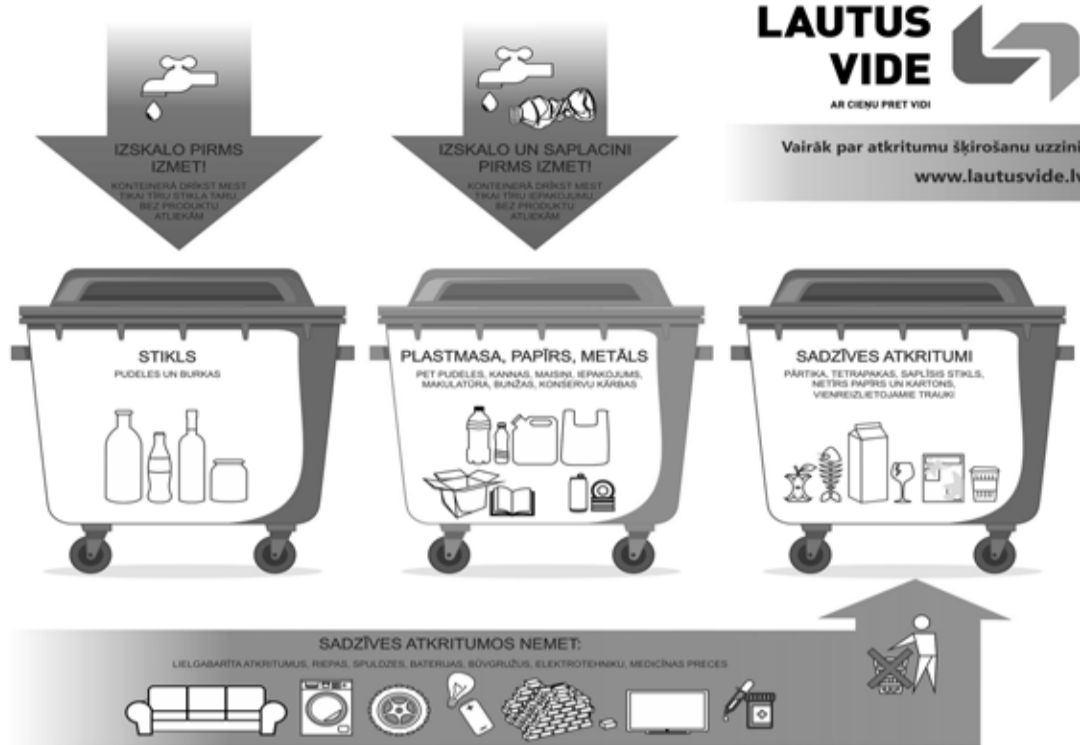 LAUTUS
VIDE
AR CIEŅU PRET VIDI
Vairāk par atkritumu šķirošanu uzzini
www.lautusvide.lv
IZSKALO PIRMS
IZMET!
KONTEINERĀ DRĪKST MEST
TIKAI TĪRU STIKLA TARU,
BEZ PRODUKTU
ATLIEKĀM
IZSKALO UN SAPLACINI
PIRMS IZMET!
KONTEINERĀ DRĪKST MEST
TIKAI TĪRU IEPAKOJUMU,
BEZ PRODUKTU
ATLIEKĀM
STIKLS
PUDELES UN BURKAS
PLASTMASA, PAPĪRS, METĀLS
PET PUDELES, KANNAS, MAISIŅI, IEPAKOJUMS,
MAKULATŪRA, BUNŽAS, KONSERVU KĀRBAS
SADZĪVES ATKRITUMI
PĀRTIKA, TETRAPAKAS, SAPLĪSIS STIKLS,
NETĪRS PAPĪRS UN KARTONS,
VIENREIZLIETOJAMIE TRAUKI
SADZĪVES ATKRITUMOS NEMET:
LIELGABARĪTA ATKRITUMUS, RIEPAS, SPULDZES, BATERIJAS, BŪVGRUŽUS, ELEKTROTEHNIKU, MEDICĪNAS PRECES